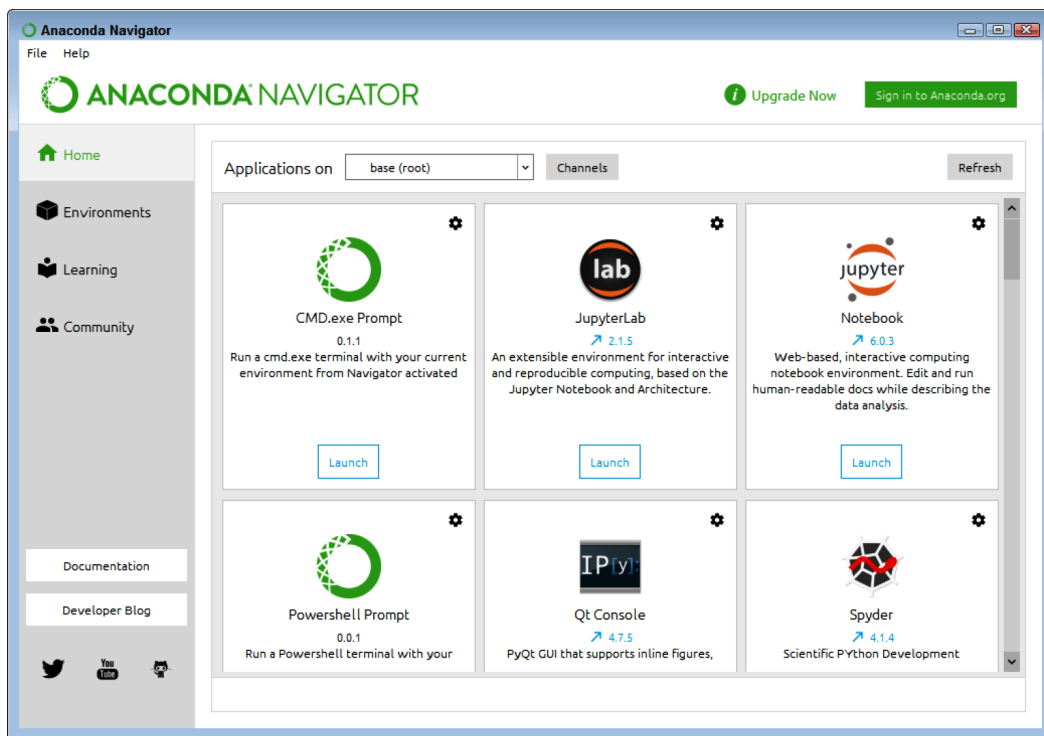 Anaconda Navigator
File Help
ANACONDA NAVIGATOR
i Upgrade Now
Sign in to Anaconda.org
Home
Environments
Learning
Community
Documentation
Developer Blog
You
Tube
Applications on base (root) Channels Refresh
CMD.exe Prompt
0.1.1
Run a cmd.exe terminal with your current
environment from Navigator activated
Launch
lab
JupyterLab
2.1.5
An extensible environment for interactive
and reproducible computing, based on the
Jupyter Notebook and Architecture.
Launch
jupyter
Notebook
6.0.3
Web-based, interactive computing
notebook environment. Edit and run
human-readable docs while describing the
data analysis.
Launch
Powershell Prompt
0.0.1
Run a Powershell terminal with your
IP[y]:
Qt Console
4.7.5
PyQt GUI that supports inline figures,
Spyder
4.1.4
Scientific PYthon Development